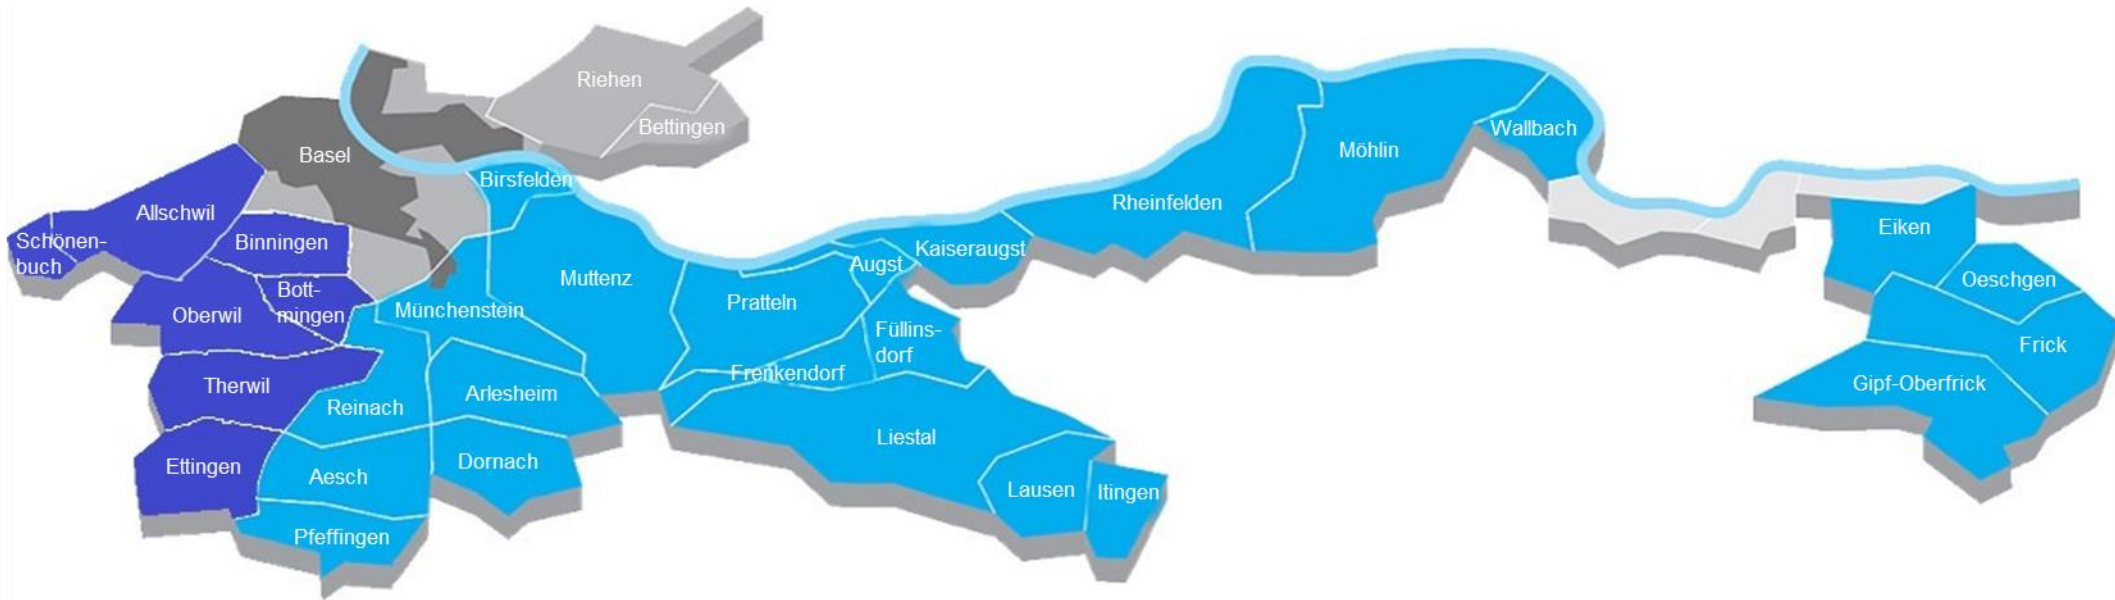 Riehen
Bettingen
Basel
Birsfelden
Wallbach
Möhlin
Rheinfelden
Allschwil
Schönen-
buch
Binningen
Kaiseraugst
Eiken
Augst
Muttenz
Oeschgen
Bott-
mingen
Oberwil
Münchenstein
Pratteln
Füllins-
dorf
Frick
Frenkendorf
Therwil
Gipf-Oberfrick
Arlesheim
Reinach
Liestal
Ettingen
Dornach
Aesch
Lausen
Itingen
Pfeffingen